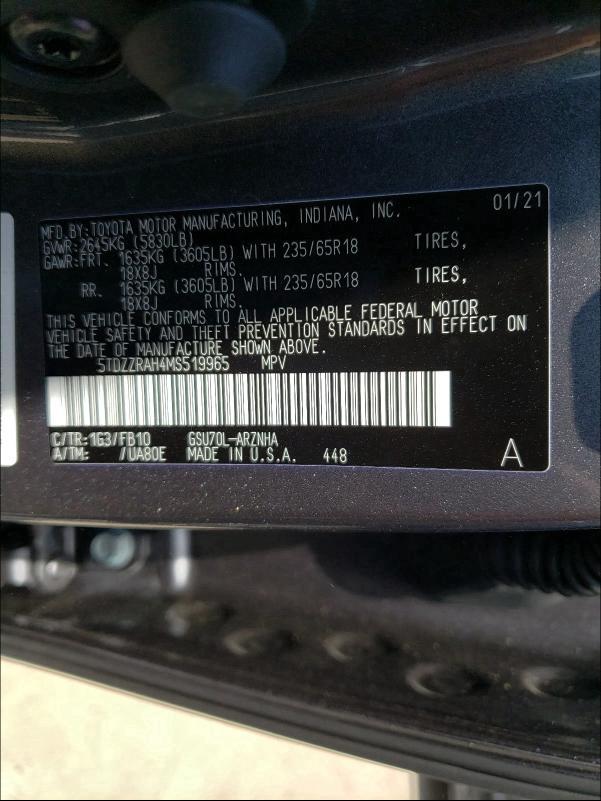 MFD.BY:TOYOTA MOTOR MANUFACTURING, INDIANA, INC. 01/21
GVWR:2645KG (5830LB)
GAWR:FRT. 1635KG (3605LB) WITH 235/65R18 TIRES,
18X8J RIMS.
RR. 1635KG (3605LB) WITH 235/65R18 TIRES,
18X8J RIMS.
THIS VEHICLE CONFORMS TO ALL APPLICABLE FEDERAL MOTOR
VEHICLE SAFETY AND THEFT PREVENTION STANDARDS IN EFFECT ON
THE DATE OF MANUFACTURE SHOWN ABOVE.
5TDZZRAH4MS519965 MPV
C/TR:1G3/FB10 GSU70L-ARZNHA
A/TM: /UA80E MADE IN U.S.A. 448 A